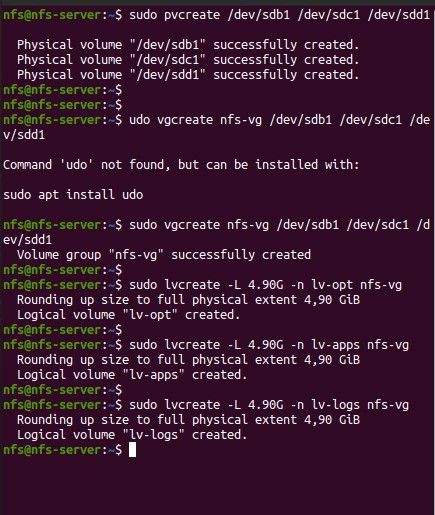 nfs@nfs-server:~$ sudo pvcreate /dev/sdb1 /dev/sdc1 /dev/sdd1
  Physical volume "/dev/sdb1" successfully created.
  Physical volume "/dev/sdc1" successfully created.
  Physical volume "/dev/sdd1" successfully created.
nfs@nfs-server:~$
nfs@nfs-server:~$
nfs@nfs-server:~$ udo vgcreate nfs-vg /dev/sdb1 /dev/sdc1 /de
v/sdd1
Command 'udo' not found, but can be installed with:
sudo apt install udo
nfs@nfs-server:~$ sudo vgcreate nfs-vg /dev/sdb1 /dev/sdc1 /d
ev/sdd1
  Volume group "nfs-vg" successfully created
nfs@nfs-server:~$
nfs@nfs-server:~$ sudo lvcreate -L 4.90G -n lv-opt nfs-vg
  Rounding up size to full physical extent 4,90 GiB
  Logical volume "lv-opt" created.
nfs@nfs-server:~$
nfs@nfs-server:~$ sudo lvcreate -L 4.90G -n lv-apps nfs-vg
  Rounding up size to full physical extent 4,90 GiB
  Logical volume "lv-apps" created.
nfs@nfs-server:~$
nfs@nfs-server:~$ sudo lvcreate -L 4.90G -n lv-logs nfs-vg
  Rounding up size to full physical extent 4,90 GiB
  Logical volume "lv-logs" created.
nfs@nfs-server:~$